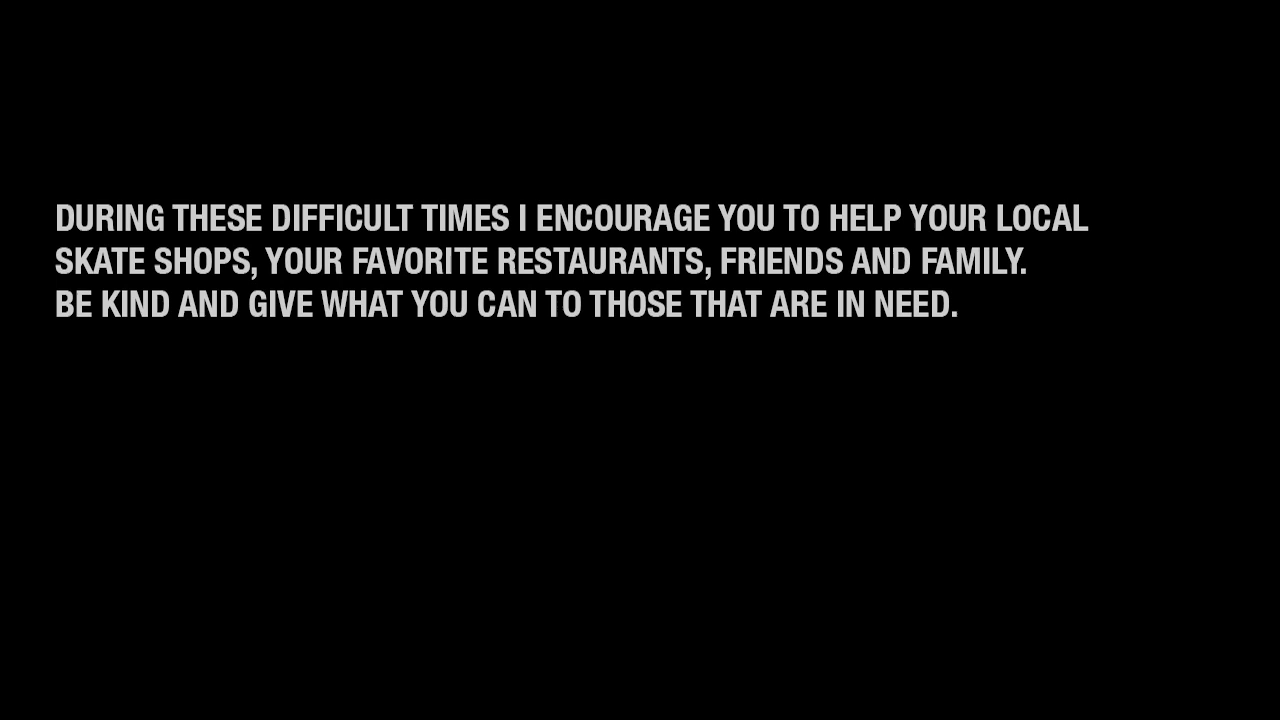 DURING THESE DIFFICULT TIMES I ENCOURAGE YOU TO HELP YOUR LOCAL
SKATE SHOPS, YOUR FAVORITE RESTAURANTS, FRIENDS AND FAMILY.
BE KIND AND GIVE WHAT YOU CAN TO THOSE THAT ARE IN NEED.